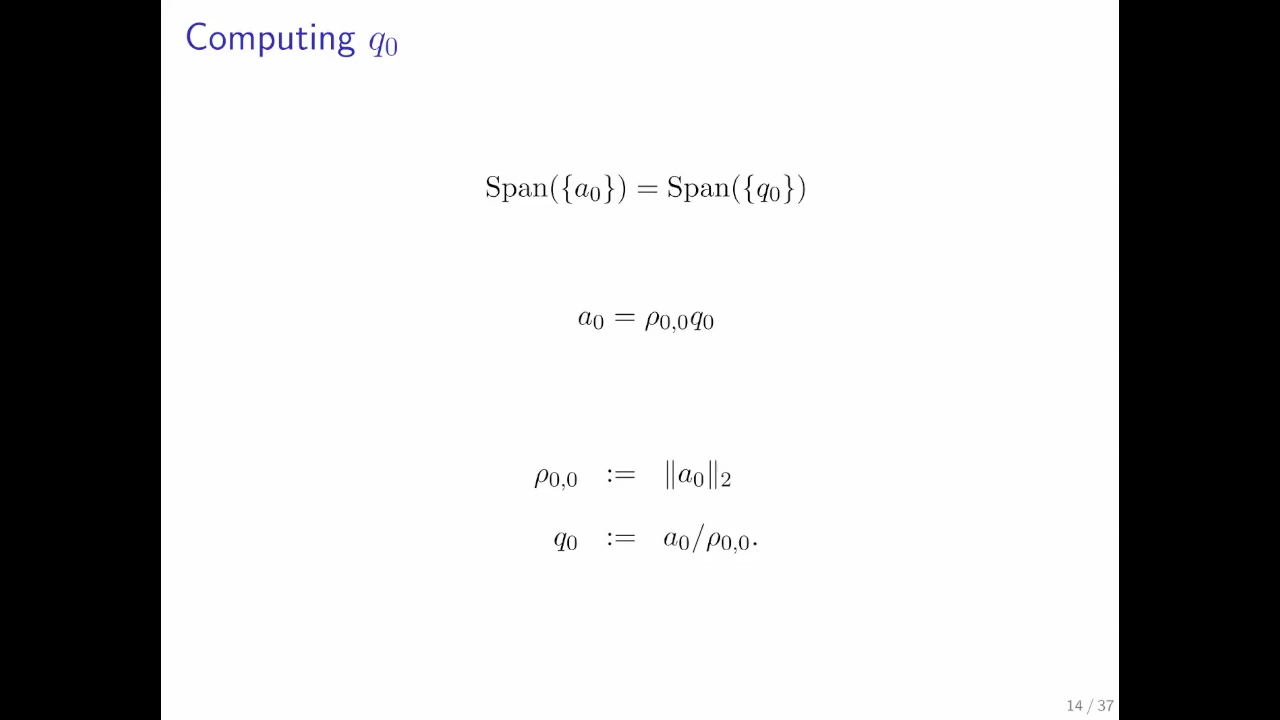 Computing q₀
Span({a₀}) = Span({q₀})
a₀ = ρ₀,₀q₀
ρ₀,₀ := ‖a₀‖₂
q₀ := a₀/ρ₀,₀.
14 / 37